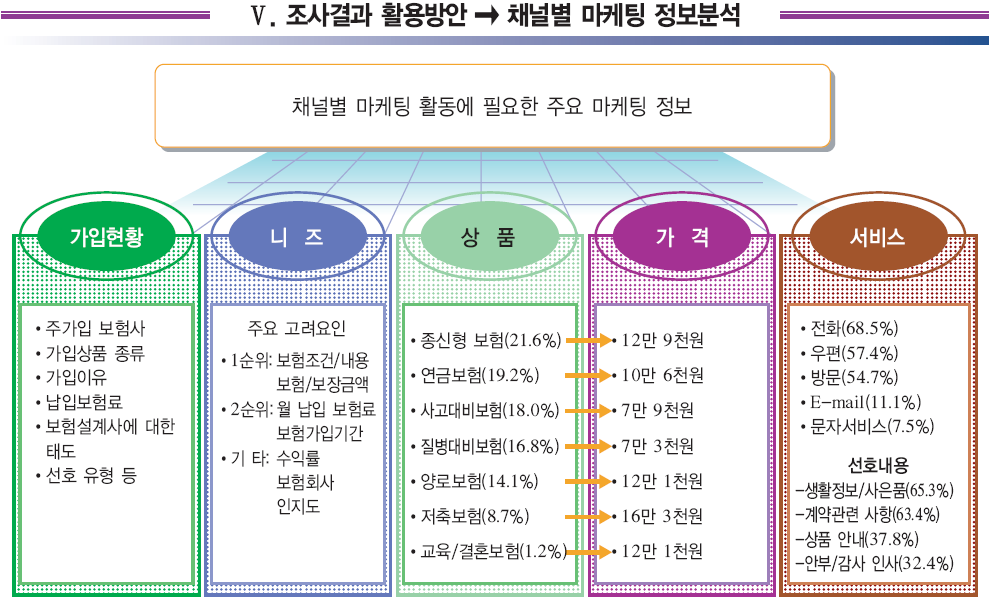 Ⅴ. 조사결과 활용방안 → 채널별 마케팅 정보분석
채널별 마케팅 활동에 필요한 주요 마케팅 정보
가입현황
• 주가입 보험사
• 가입상품 종류
• 가입이유
• 납입보험료
• 보험설계사에 대한
태도
• 선호 유형 등
니 즈
주요 고려요인
• 1순위: 보험조건/내용
보험/보장금액
• 2순위: 월 납입 보험료
보험가입기간
• 기 타: 수익률
보험회사
인지도
상 품
• 종신형 보험(21.6%)
• 연금보험(19.2%)
• 사고대비보험(18.0%)
• 질병대비보험(16.8%)
• 양로보험(14.1%)
• 저축보험(8.7%)
• 교육/결혼보험(1.2%)
가 격
• 12만 9천원
• 10만 6천원
• 7만 9천원
• 7만 3천원
• 12만 1천원
• 16만 3천원
• 12만 1천원
서비스
• 전화(68.5%)
• 우편(57.4%)
• 방문(54.7%)
• E-mail(11.1%)
• 문자서비스(7.5%)
선호내용
-생활정보/사은품(65.3%)
-계약관련 사항(63.4%)
-상품 안내(37.8%)
-안부/감사 인사(32.4%)